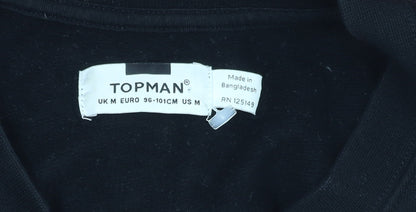 TOPMAN®
UK M EURO 96-101CM US M
Made in
Bangladesh
RN 125148